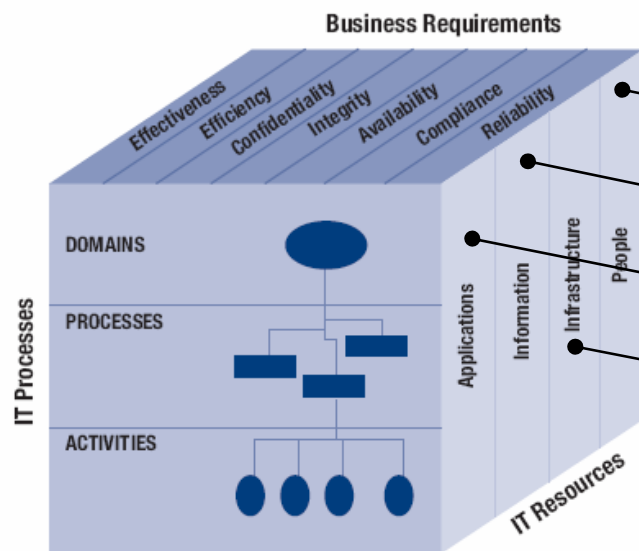 Business Requirements
Effectiveness
Efficiency
Confidentiality
Integrity
Availability
Compliance
Reliability
IT Processes
DOMAINS
PROCESSES
ACTIVITIES
Applications
Information
Infrastructure
People
IT Resources